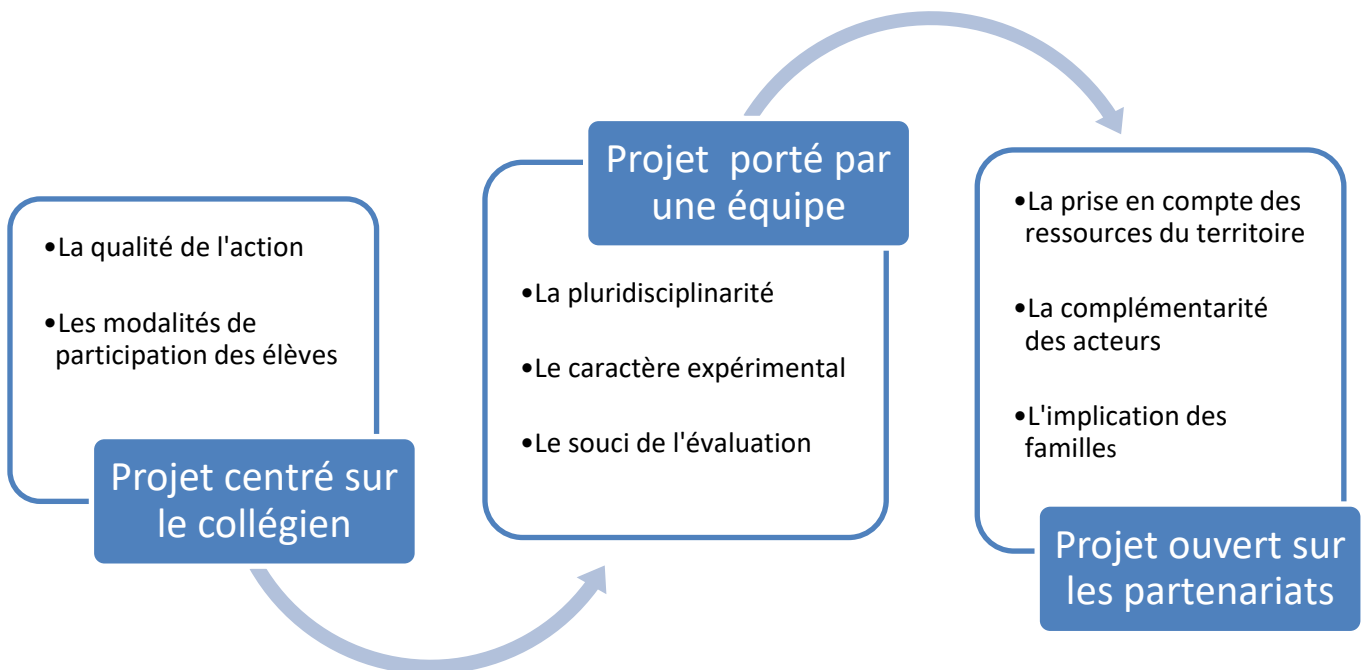 •La qualité de l'action
•Les modalités de
participation des élèves
Projet centré sur
le collégien
Projet porté par
une équipe
•La pluridisciplinarité
•Le caractère expérimental
•Le souci de l'évaluation
•La prise en compte des
ressources du territoire
•La complémentarité
des acteurs
•L'implication des
familles
Projet ouvert sur
les partenariats